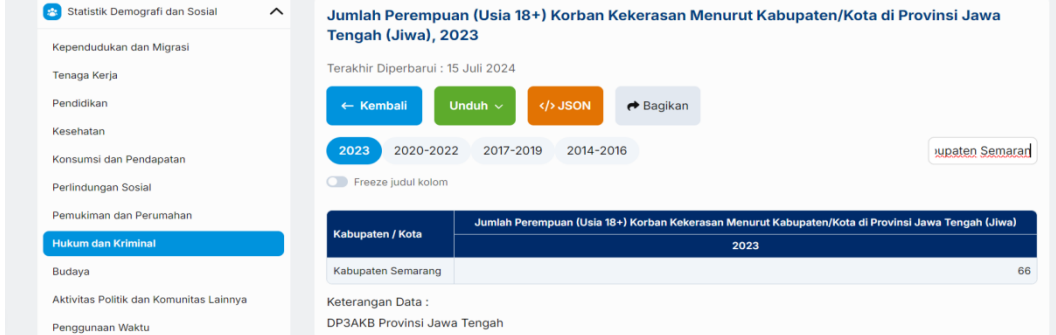 Statistik Demografi dan Sosial
Kependudukan dan Migrasi
Tenaga Kerja
Pendidikan
Kesehatan
Konsumsi dan Pendapatan
Perlindungan Sosial
Pemukiman dan Perumahan
Hukum dan Kriminal
Budaya
Aktivitas Politik dan Komunitas Lainnya
Penggunaan Waktu
Jumlah Perempuan (Usia 18+) Korban Kekerasan Menurut Kabupaten/Kota di Provinsi Jawa
Tengah (Jiwa), 2023
Terakhir Diperbarui : 15 Juli 2024
← Kembali Unduh </> JSON Bagikan
2023 2020-2022 2017-2019 2014-2016 upaten Semaran
Freeze judul kolom
Kabupaten / Kota Jumlah Perempuan (Usia 18+) Korban Kekerasan Menurut Kabupaten/Kota di Provinsi Jawa Tengah (Jiwa)
2023
Kabupaten Semarang 66
Keterangan Data :
DP3AKB Provinsi Jawa Tengah